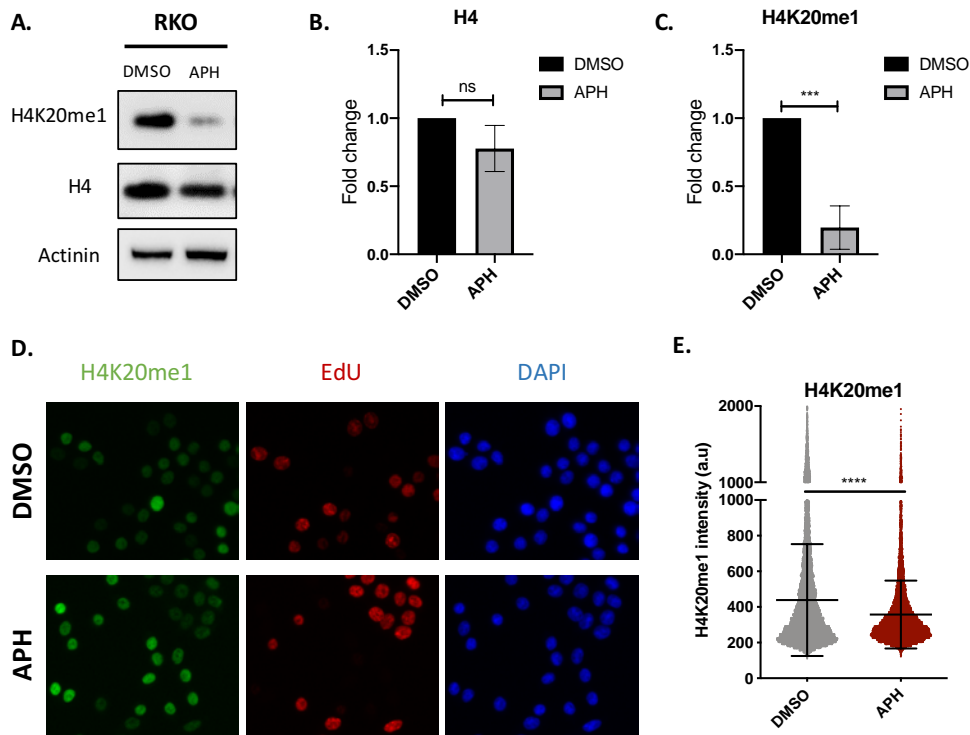 A.
RKO
DMSO APH
H4K20me1
H4
Actinin
B.
H4
1.5
1.0
0.5
0.0
Fold change
ns
DMSO
APH
DMSO
APH
C.
H4K20me1
1.5
1.0
0.5
0.0
Fold change
***
DMSO
APH
DMSO
APH
D.
H4K20me1 EdU DAPI
DMSO
APH
E.
H4K20me1
2000
1000
1000
800
600
400
200
0
H4K20me1 intensity (a.u)
****
DMSO
APH